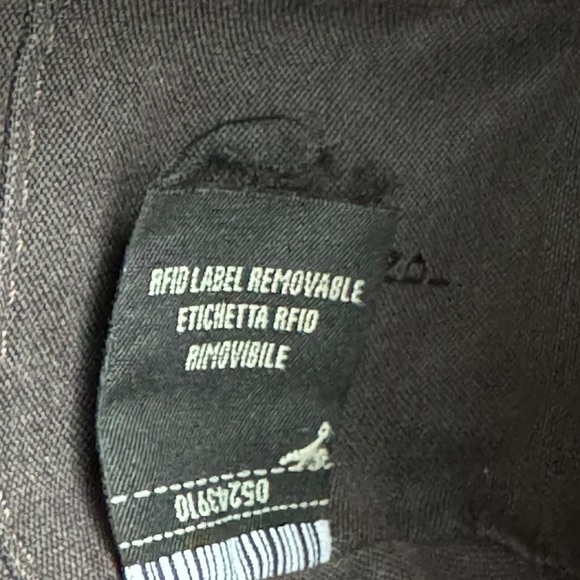 RFID LABEL REMOVABLE
ETICHETTA RFID
RIMOVIBILE
05243910